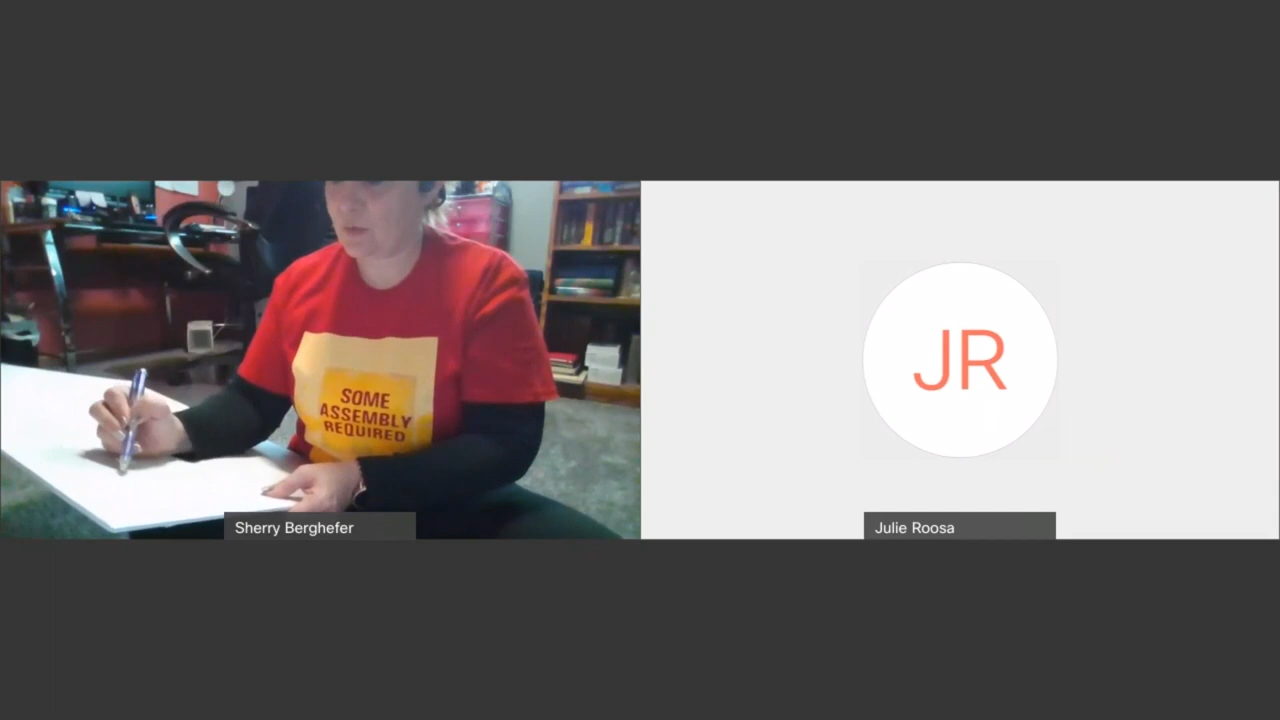 SOME
ASSEMBLY
REQUIRED
Sherry Berghefer
JR
Julie Roosa